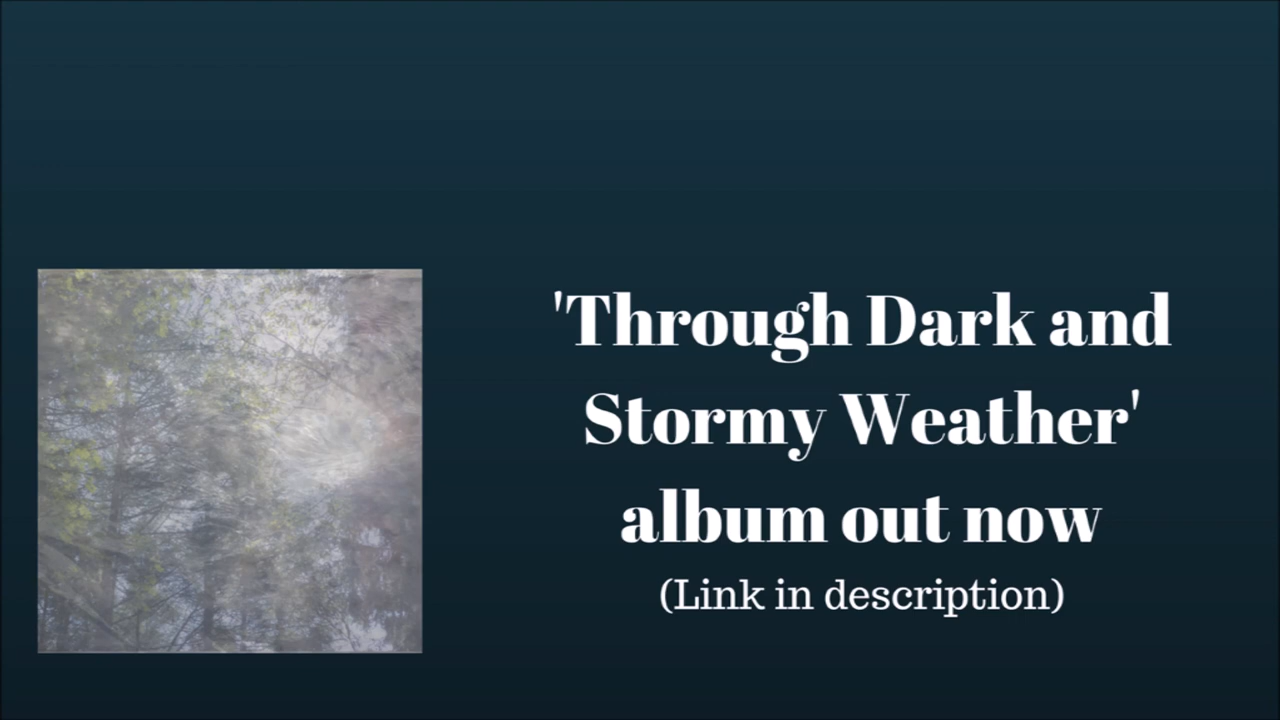 'Through Dark and
Stormy Weather'
album out now
(Link in description)